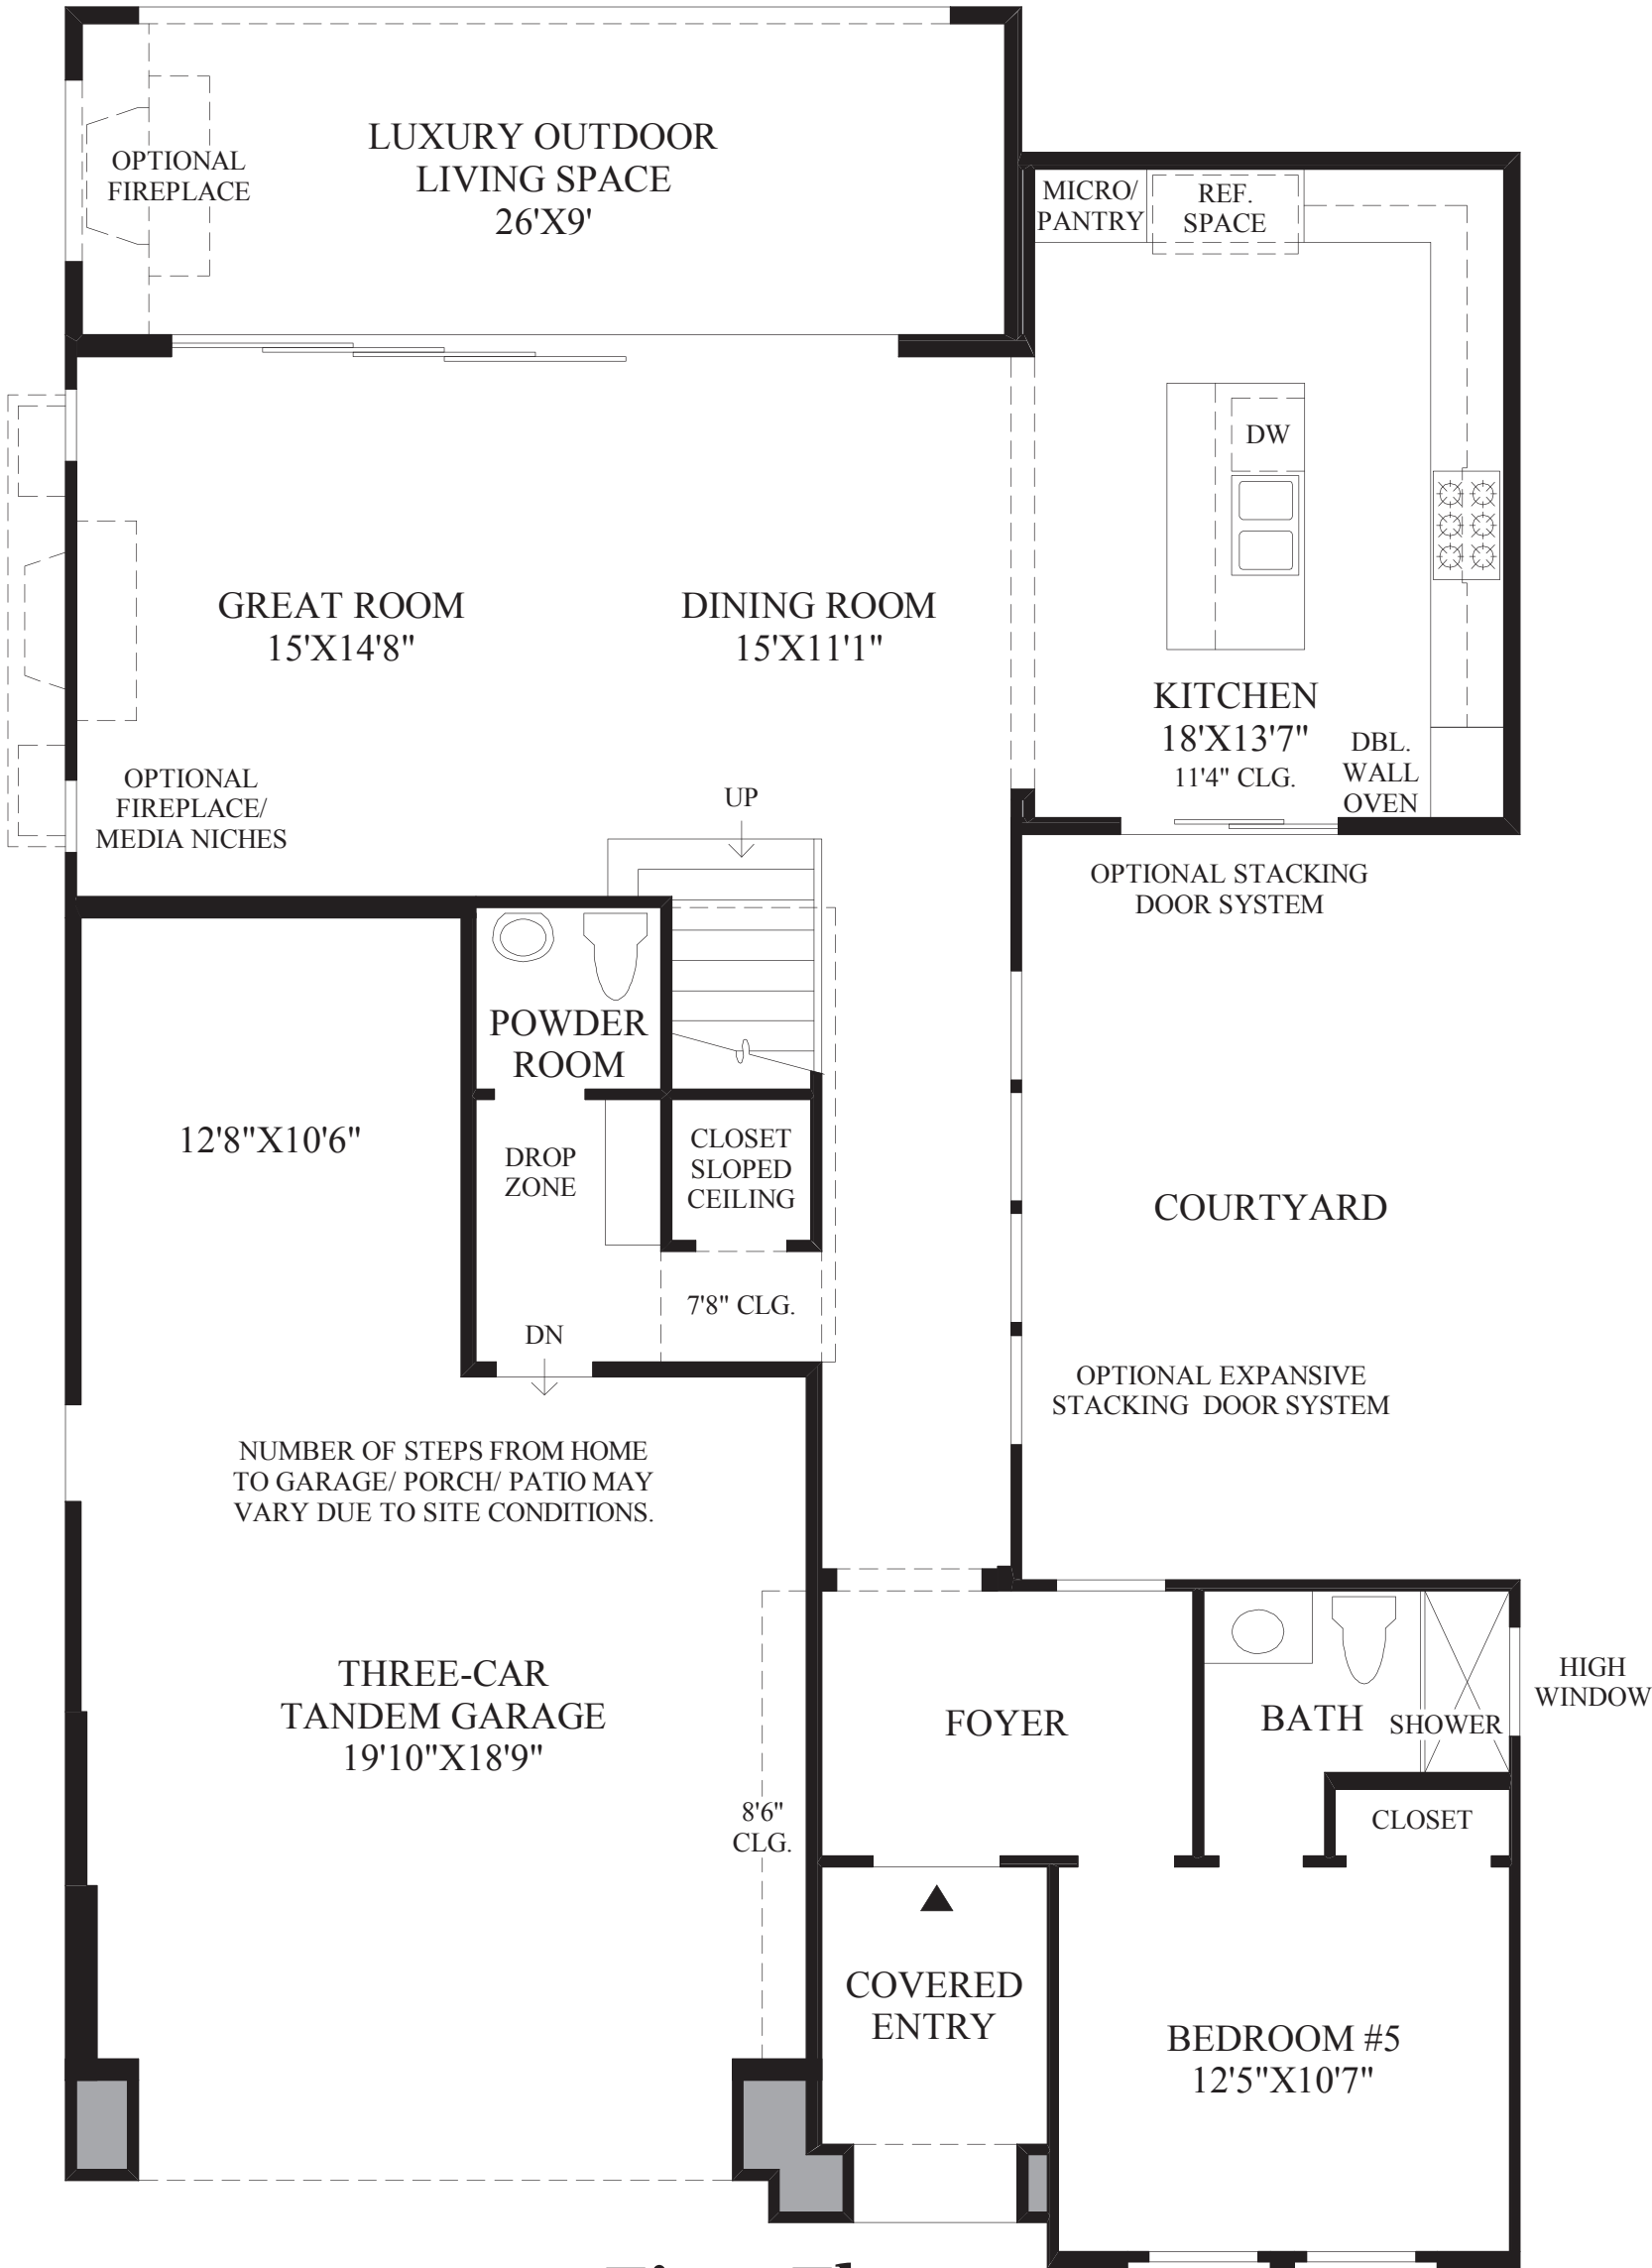 LUXURY OUTDOOR
LIVING SPACE
26'X9'
OPTIONAL
FIREPLACE
MICRO/
PANTRY
REF.
SPACE
DW
GREAT ROOM
15'X14'8"
DINING ROOM
15'X11'1"
KITCHEN
18'X13'7"
11'4" CLG.
DBL.
WALL
OVEN
OPTIONAL
FIREPLACE/
MEDIA NICHES
UP
OPTIONAL STACKING
DOOR SYSTEM
POWDER
ROOM
12'8"X10'6"
DROP
ZONE
CLOSET
SLOPED
CEILING
COURTYARD
7'8" CLG.
DN
OPTIONAL EXPANSIVE
STACKING DOOR SYSTEM
NUMBER OF STEPS FROM HOME
TO GARAGE/ PORCH/ PATIO MAY
VARY DUE TO SITE CONDITIONS.
THREE-CAR
TANDEM GARAGE
19'10"X18'9"
FOYER
BATH
SHOWER
HIGH
WINDOW
8'6"
CLG.
CLOSET
COVERED
ENTRY
BEDROOM #5
12'5"X10'7"